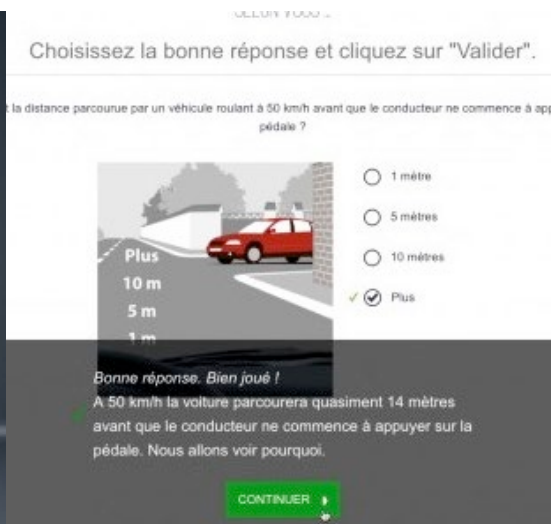 SELON VOUS ...
Choisissez la bonne réponse et cliquez sur "Valider".
t la distance parcourue par un véhicule roulant à 50 km/h avant que le conducteur ne commence à app
pédale ?
1 mètre
5 mètres
10 mètres
Plus
Plus
10 m
5 m
1 m
Bonne réponse. Bien joué !
A 50 km/h la voiture parcourera quasiment 14 mètres
avant que le conducteur ne commence à appuyer sur la
pédale. Nous allons voir pourquoi.
CONTINUER